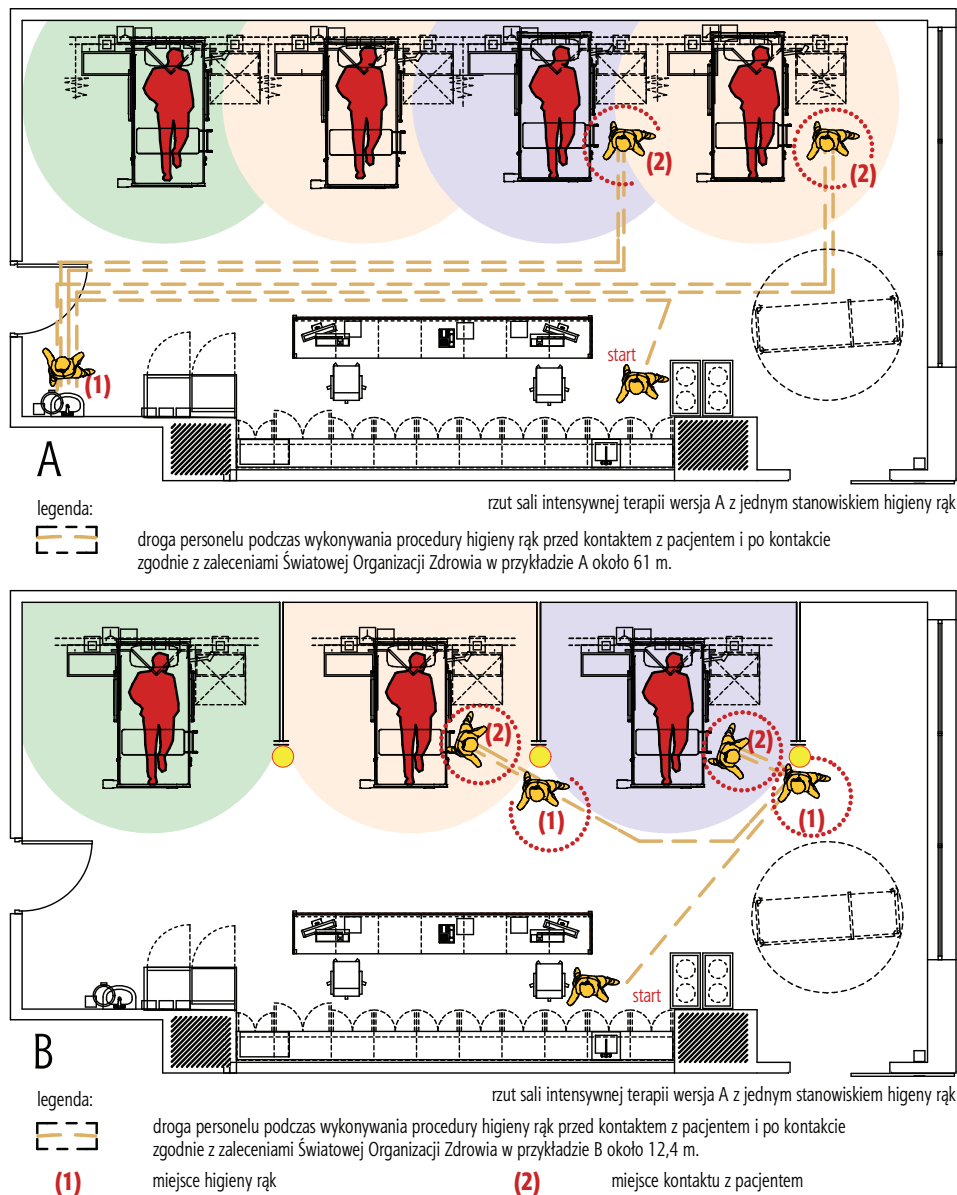 (2)
(2)
start
(1)
A
rzut sali intensywnej terapii wersja A z jednym stanowiskiem higieny rąk
legenda:
droga personelu podczas wykonywania procedury higieny rąk przed kontaktem z pacjentem i po kontakcie
zgodnie z zaleceniami Światowej Organizacji Zdrowia w przykładzie A około 61 m.
(2)
(2)
(1)
(1)
start
B
rzut sali intensywnej terapii wersja A z jednym stanowiskiem higeny rąk
legenda:
droga personelu podczas wykonywania procedury higieny rąk przed kontaktem z pacjentem i po kontakcie
zgodnie z zaleceniami Światowej Organizacji Zdrowia w przykładzie B około 12,4 m.
(1) miejsce higieny rąk (2) miejsce kontaktu z pacjentem